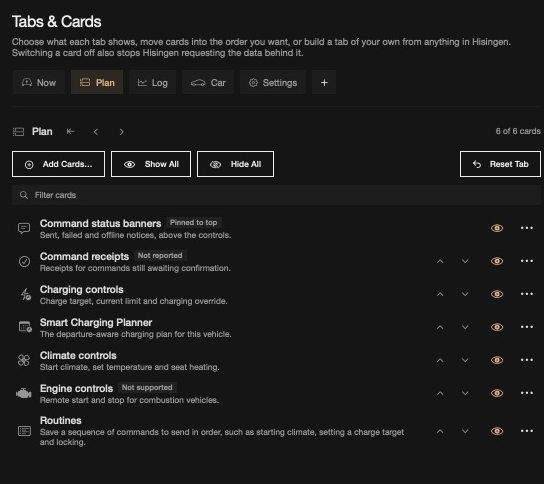 Tabs & Cards
Choose what each tab shows, move cards into the order you want, or build a tab of your own from anything in Hisingen.
Switching a card off also stops Hisingen requesting the data behind it.
Now Plan Log Car Settings +
Plan 6 of 6 cards
Add Cards... Show All Hide All Reset Tab
Filter cards
Command status banners Pinned to top
Sent, failed and offline notices, above the controls.
Command receipts Not reported
Receipts for commands still awaiting confirmation.
Charging controls
Charge target, current limit and charging override.
Smart Charging Planner
The departure-aware charging plan for this vehicle.
Climate controls
Start climate, set temperature and seat heating.
Engine controls Not supported
Remote start and stop for combustion vehicles.
Routines
Save a sequence of commands to send in order, such as starting climate, setting a charge target
and locking.